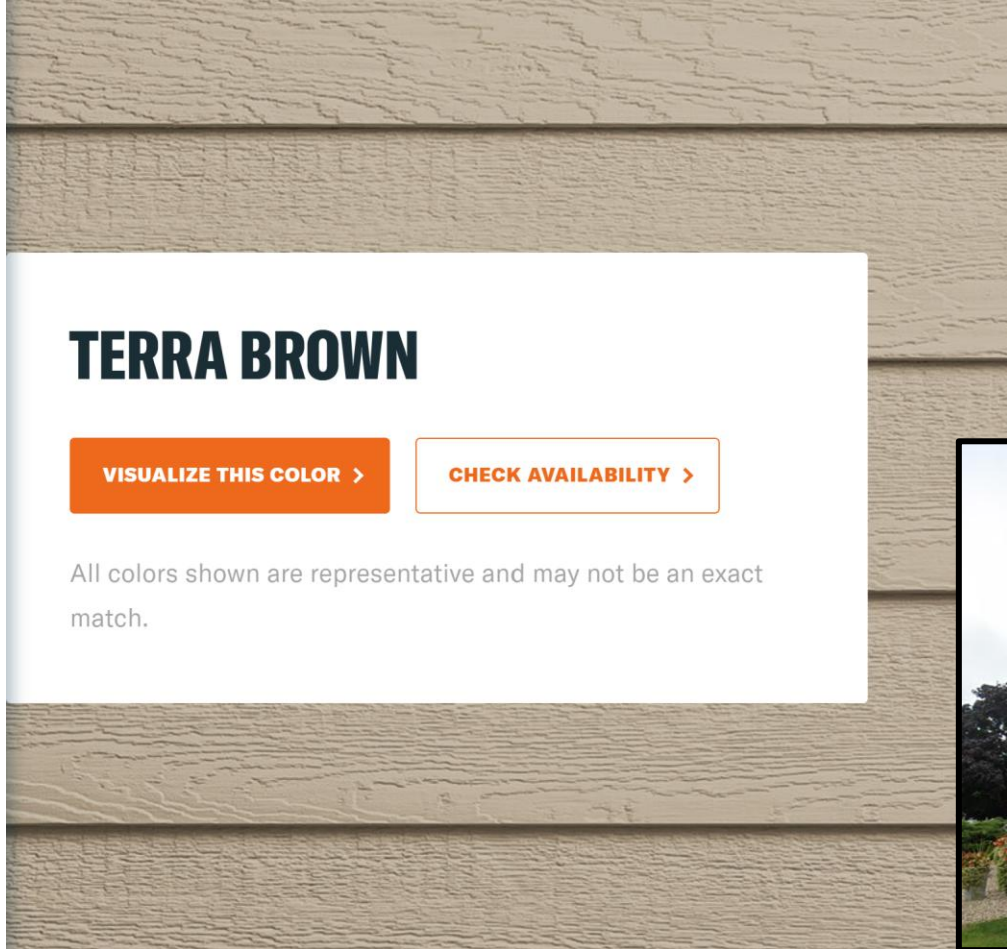 TERRA BROWN
VISUALIZE THIS COLOR >
CHECK AVAILABILITY >
All colors shown are representative and may not be an exact
match.